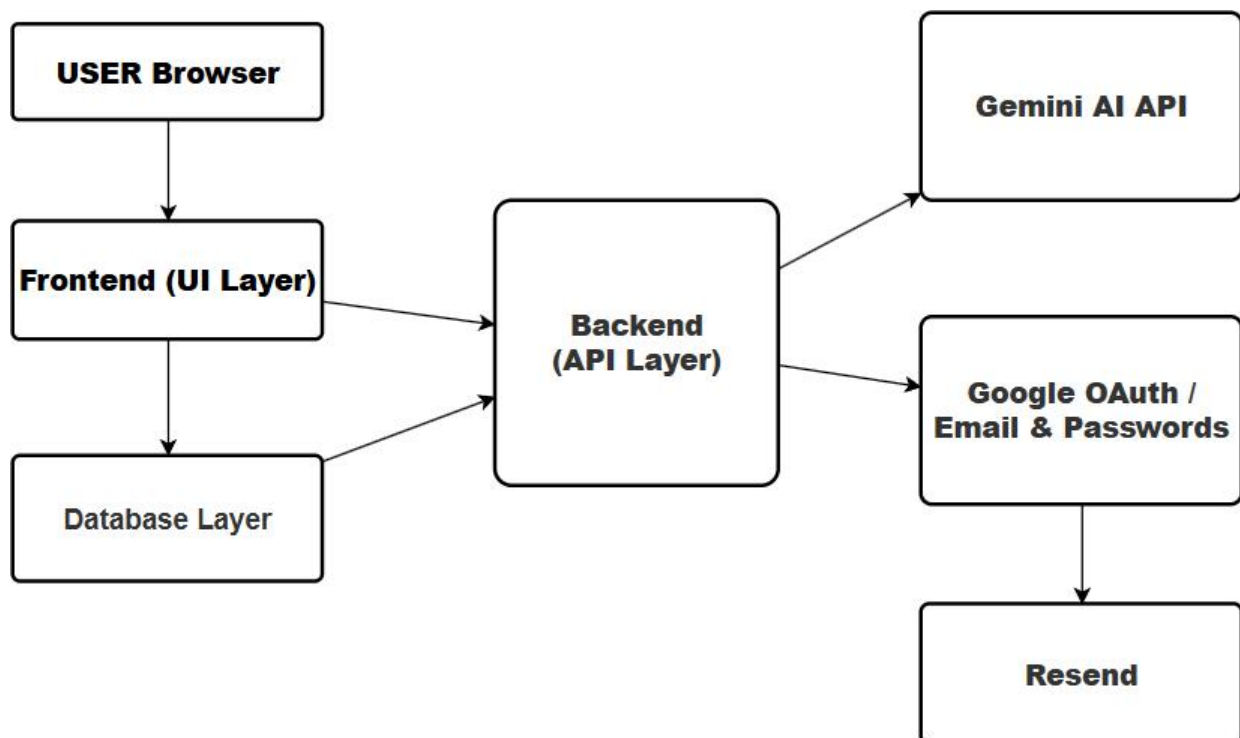 USER Browser
Frontend (UI Layer)
Database Layer
Backend
(API Layer)
Gemini AI API
Google OAuth /
Email & Passwords
Resend